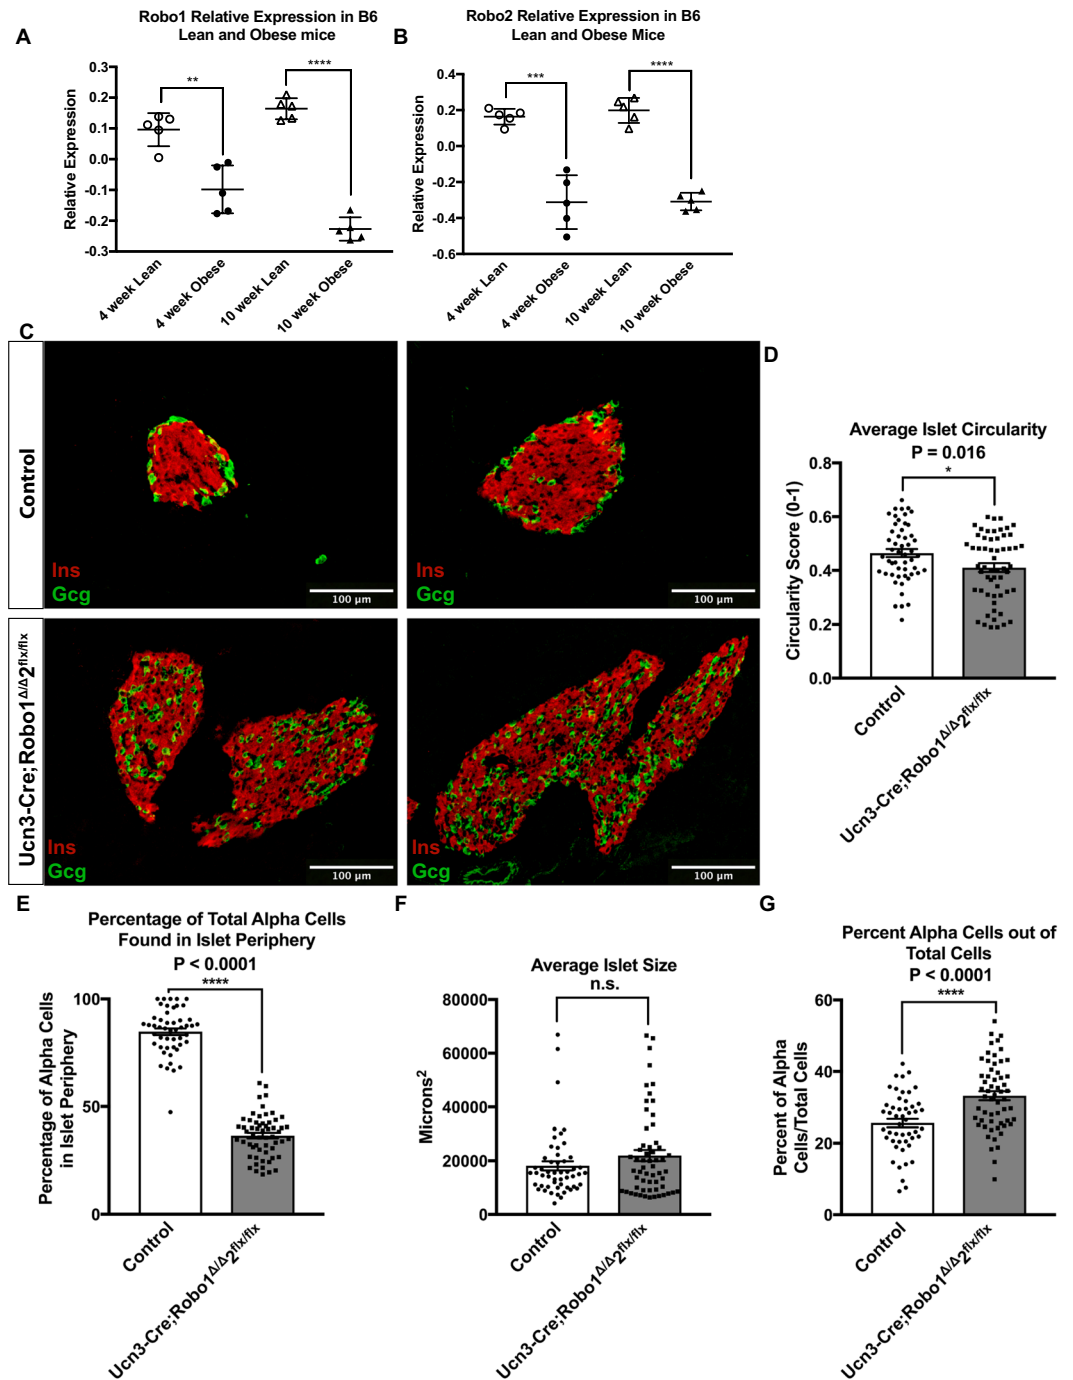 A
Robo1 Relative Expression in B6
Lean and Obese mice
Relative Expression
0.3
0.2
0.1
0.0
-0.1
-0.2
-0.3
**
****
4 week Lean
4 week Obese
10 week Lean
10 week Obese
B
Robo2 Relative Expression in B6
Lean and Obese Mice
Relative Expression
0.4
0.2
0.0
-0.2
-0.4
-0.6
***
****
4 week Lean
4 week Obese
10 week Lean
10 week Obese
C
Control
Ins
Gcg
100 µm
Ins
Gcg
100 µm
Ucn3-Cre;Robo1Δ/Δ2flx/flx
Ins
Gcg
100 µm
Ins
Gcg
100 µm
D
Average Islet Circularity
P = 0.016
*
Circularity Score (0-1)
0.8
0.6
0.4
0.2
0.0
Control
Ucn3-Cre;Robo1Δ/Δ2flx/flx
E
Percentage of Total Alpha Cells
Found in Islet Periphery
P < 0.0001
****
Percentage of Alpha Cells
in Islet Periphery
100
50
0
Control
Ucn3-Cre;Robo1Δ/Δ2flx/flx
F
Average Islet Size
n.s.
Microns2
80000
60000
40000
20000
0
Control
Ucn3-Cre;Robo1Δ/Δ2flx/flx
G
Percent Alpha Cells out of
Total Cells
P < 0.0001
****
Percent of Alpha
Cells/Total Cells
60
40
20
0
Control
Ucn3-Cre;Robo1Δ/Δ2flx/flx